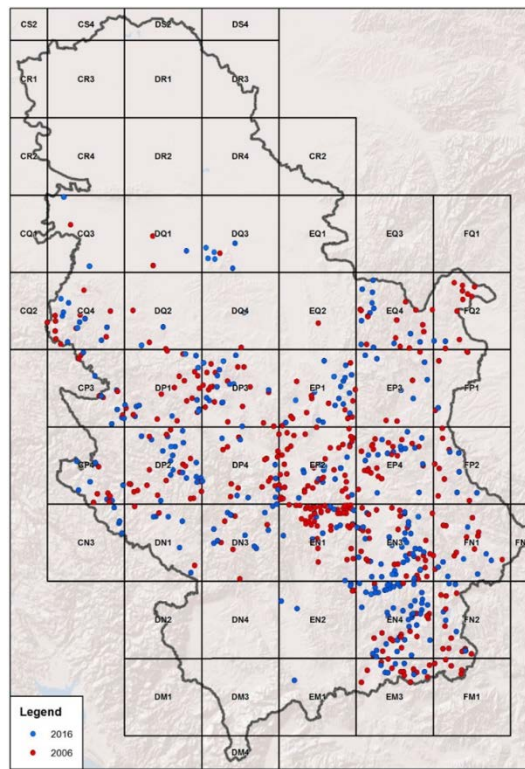 CS2 CS4 DS2 DS4
CR1 CR3 DR1 DR3
CR2 CR4 DR2 DR4 CR2
CQ1 CQ3 DQ1 DQ3 EQ1 EQ3 FQ1
CQ2 CQ4 DQ2 DQ4 EQ2 EQ4 FQ2
CP3 DP1 DP3 EP1 EP3 FP1
CP4 DP2 DP4 EP2 EP4 FP2
CN3 DN1 DN3 EN1 EN3 FN1 FN
DN2 DN4 EN2 EN4 FN2
DM1 DM3 EM1 EM3 FM1
DM4
Legend
2016
2006